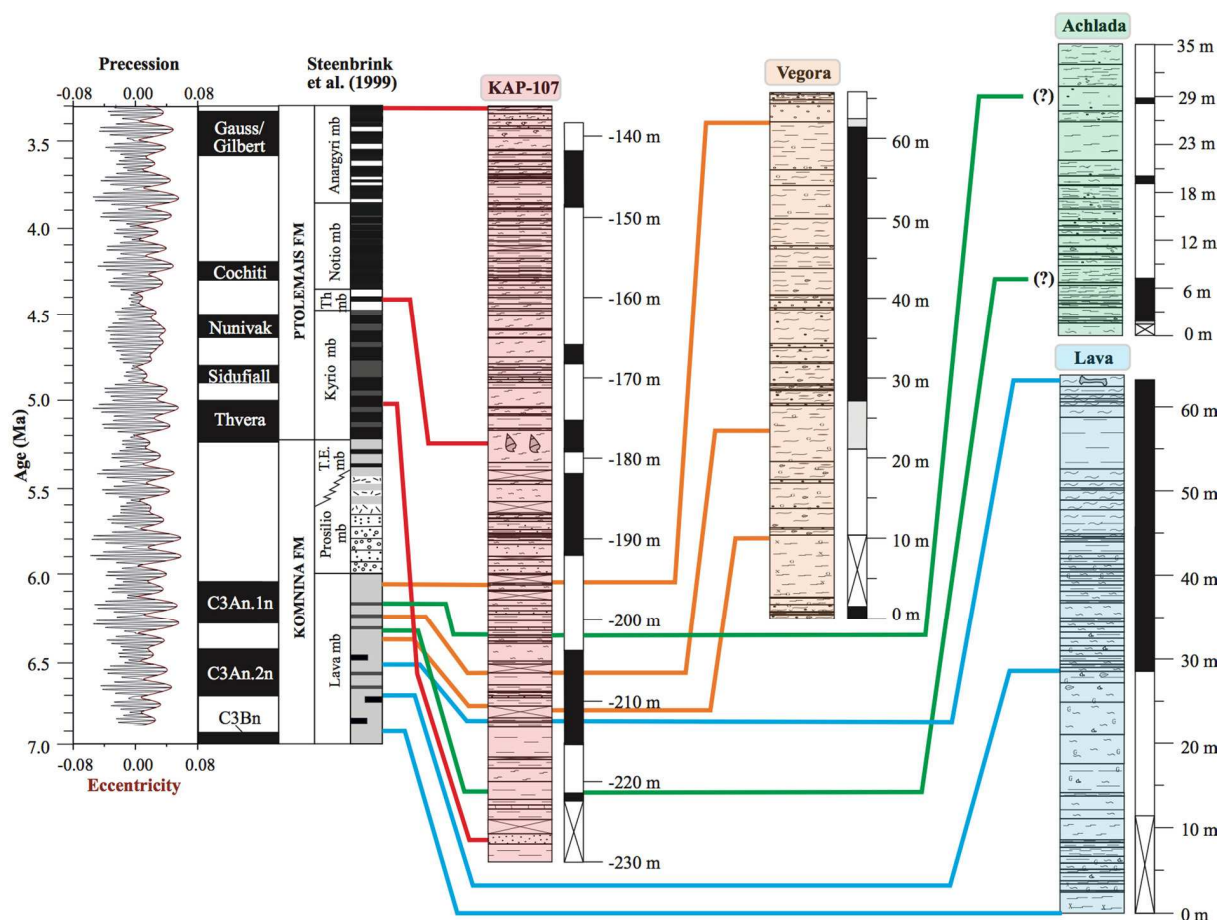 Precession
-0.08 0.00 0.08
Steenbrink
et al. (1999)
KAP-107
Vegora
Achlada
Lava
Age (Ma)
3.5
4.0
4.5
5.0
5.5
6.0
6.5
7.0
-0.08 0.00 0.08
Eccentricity
Gauss/
Gilbert
Cochiti
Nunivak
Sidufjall
Thvera
C3An.1n
C3An.2n
C3Bn
PTOLEMAIS FM
KOMNINA FM
Anargyri mb
Notio mb
Th
mb
Kyrio mb
T.E.
mb
Prosilio
mb
Lava mb
-140 m
-150 m
-160 m
-170 m
-180 m
-190 m
-200 m
-210 m
-220 m
-230 m
60 m
50 m
40 m
30 m
20 m
10 m
0 m
(?)
(?)
35 m
29 m
23 m
18 m
12 m
6 m
0 m
60 m
50 m
40 m
30 m
20 m
10 m
0 m